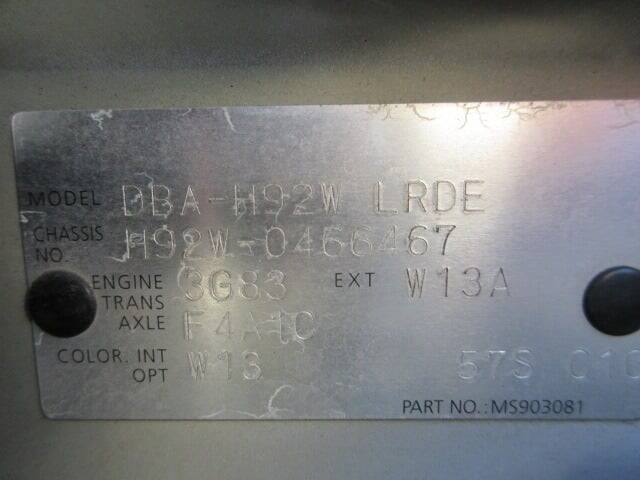 MODEL DBA-H92W LRDE
CHASSIS NO. H92W-0466467
ENGINE 3G83 EXT W13A
TRANS AXLE F4A1C
COLOR. INT OPT W13 57S C10
PART NO.:MS903081